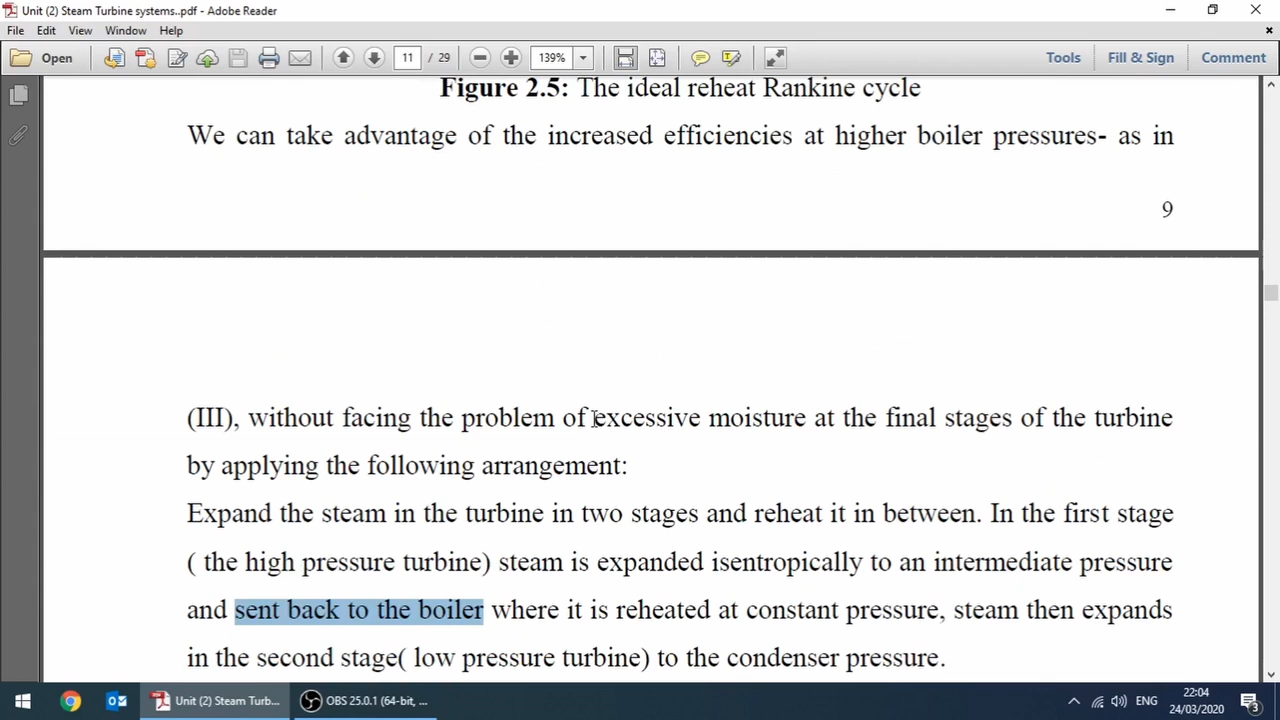 Unit (2) Steam Turbine systems..pdf - Adobe Reader
File Edit View Window Help
Open 11 / 29 139% Tools Fill & Sign Comment
Figure 2.5: The ideal reheat Rankine cycle
We can take advantage of the increased efficiencies at higher boiler pressures- as in
9
(III), without facing the problem of excessive moisture at the final stages of the turbine
by applying the following arrangement:
Expand the steam in the turbine in two stages and reheat it in between. In the first stage
( the high pressure turbine) steam is expanded isentropically to an intermediate pressure
and sent back to the boiler where it is reheated at constant pressure, steam then expands
in the second stage( low pressure turbine) to the condenser pressure.
Unit (2) Steam Turb... OBS 25.0.1 (64-bit, ... ENG 22:04
24/03/2020 3